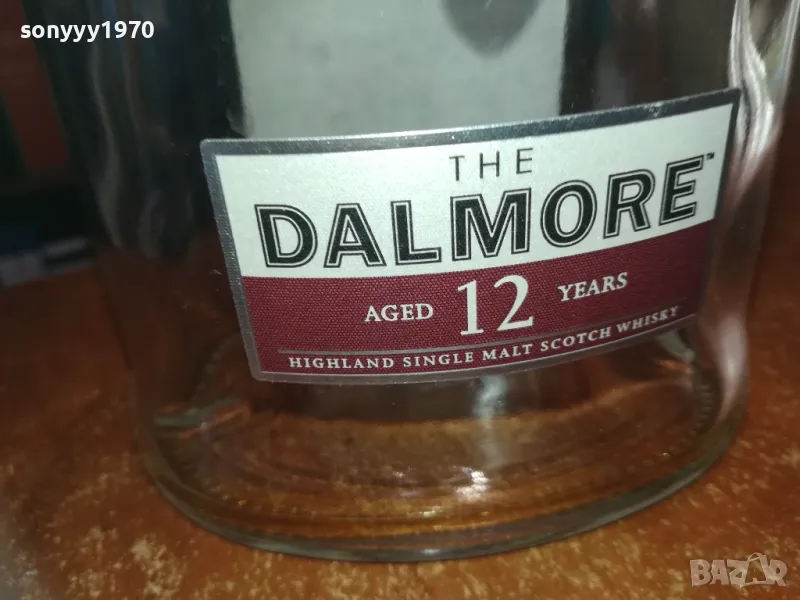 sonyyy1970
THE
DALMORE™
AGED 12 YEARS
HIGHLAND SINGLE MALT SCOTCH WHISKY
BAZAR